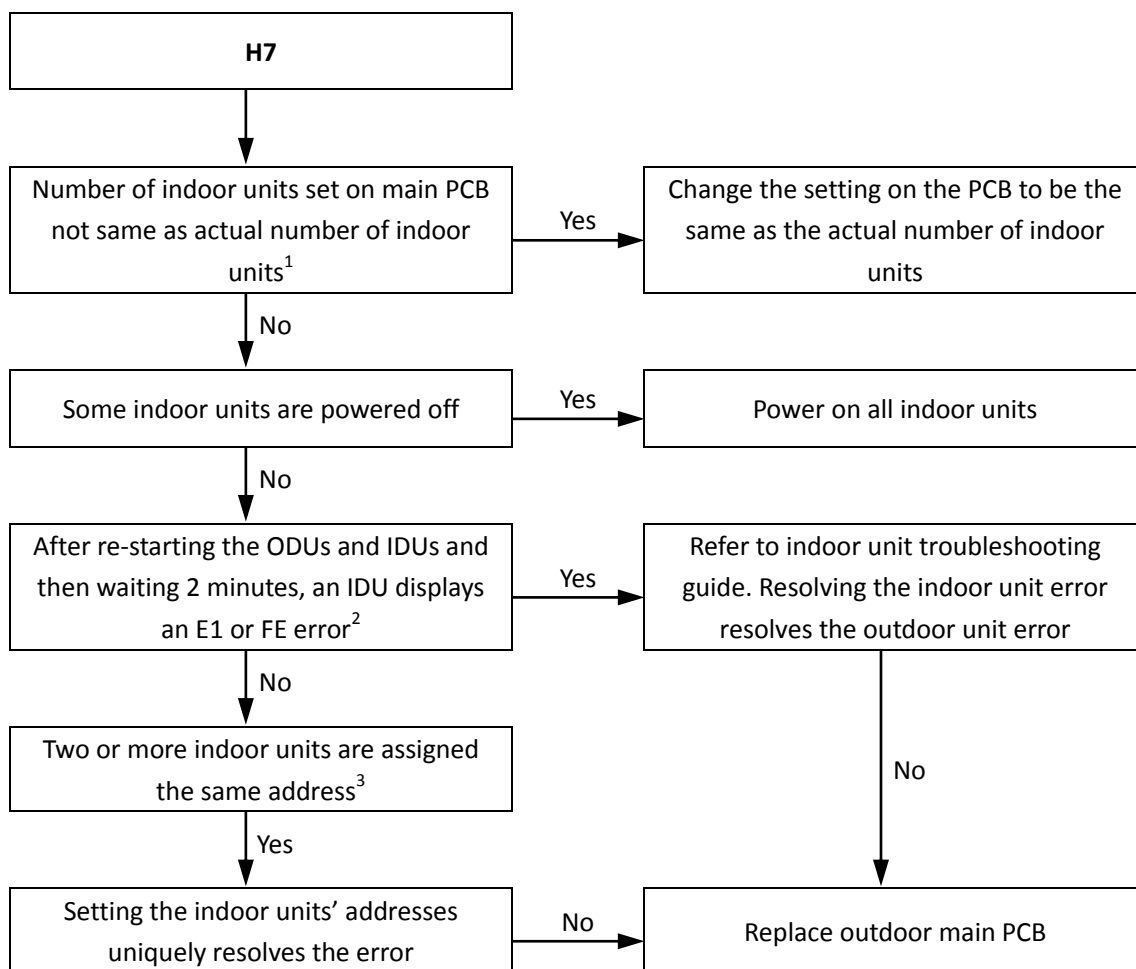 H7
Number of indoor units set on main PCB
not same as actual number of indoor
units¹
Yes
Change the setting on the PCB to be the
same as the actual number of indoor
units
No
Some indoor units are powered off
Yes
Power on all indoor units
No
After re-starting the ODUs and IDUs and
then waiting 2 minutes, an IDU displays
an E1 or FE error²
Yes
Refer to indoor unit troubleshooting
guide. Resolving the indoor unit error
resolves the outdoor unit error
No
Two or more indoor units are assigned
the same address³
No
Yes
Setting the indoor units’ addresses
uniquely resolves the error
No
Replace outdoor main PCB